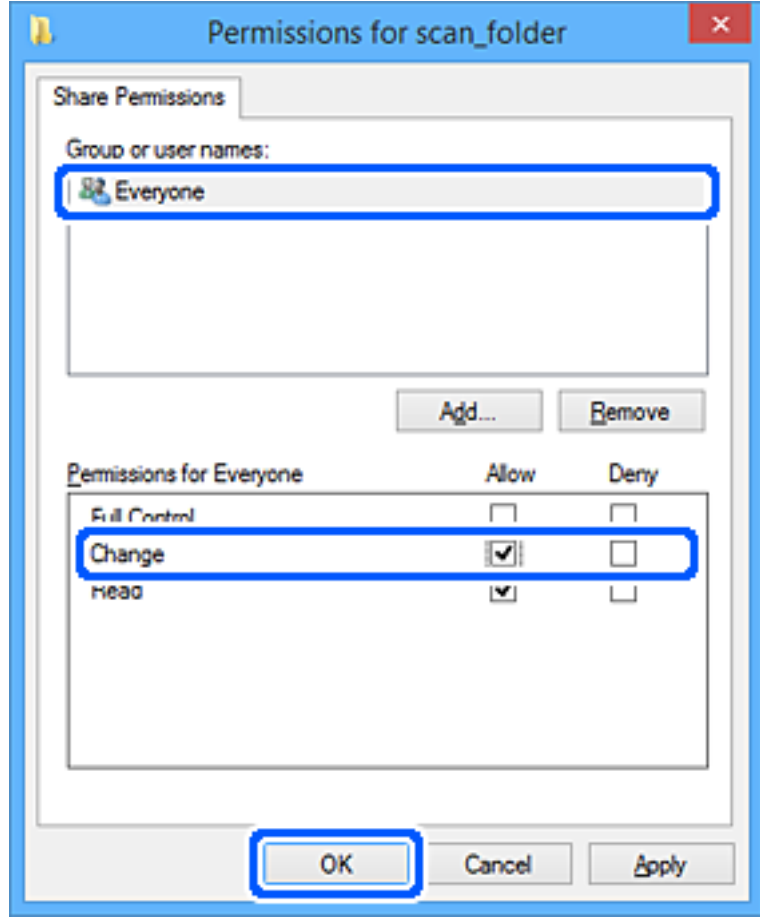 Permissions for scan_folder
Share Permissions
Group or user names:
Everyone
Add...
Remove
Permissions for Everyone Allow Deny
Full Control
Change
Read
OK Cancel Apply